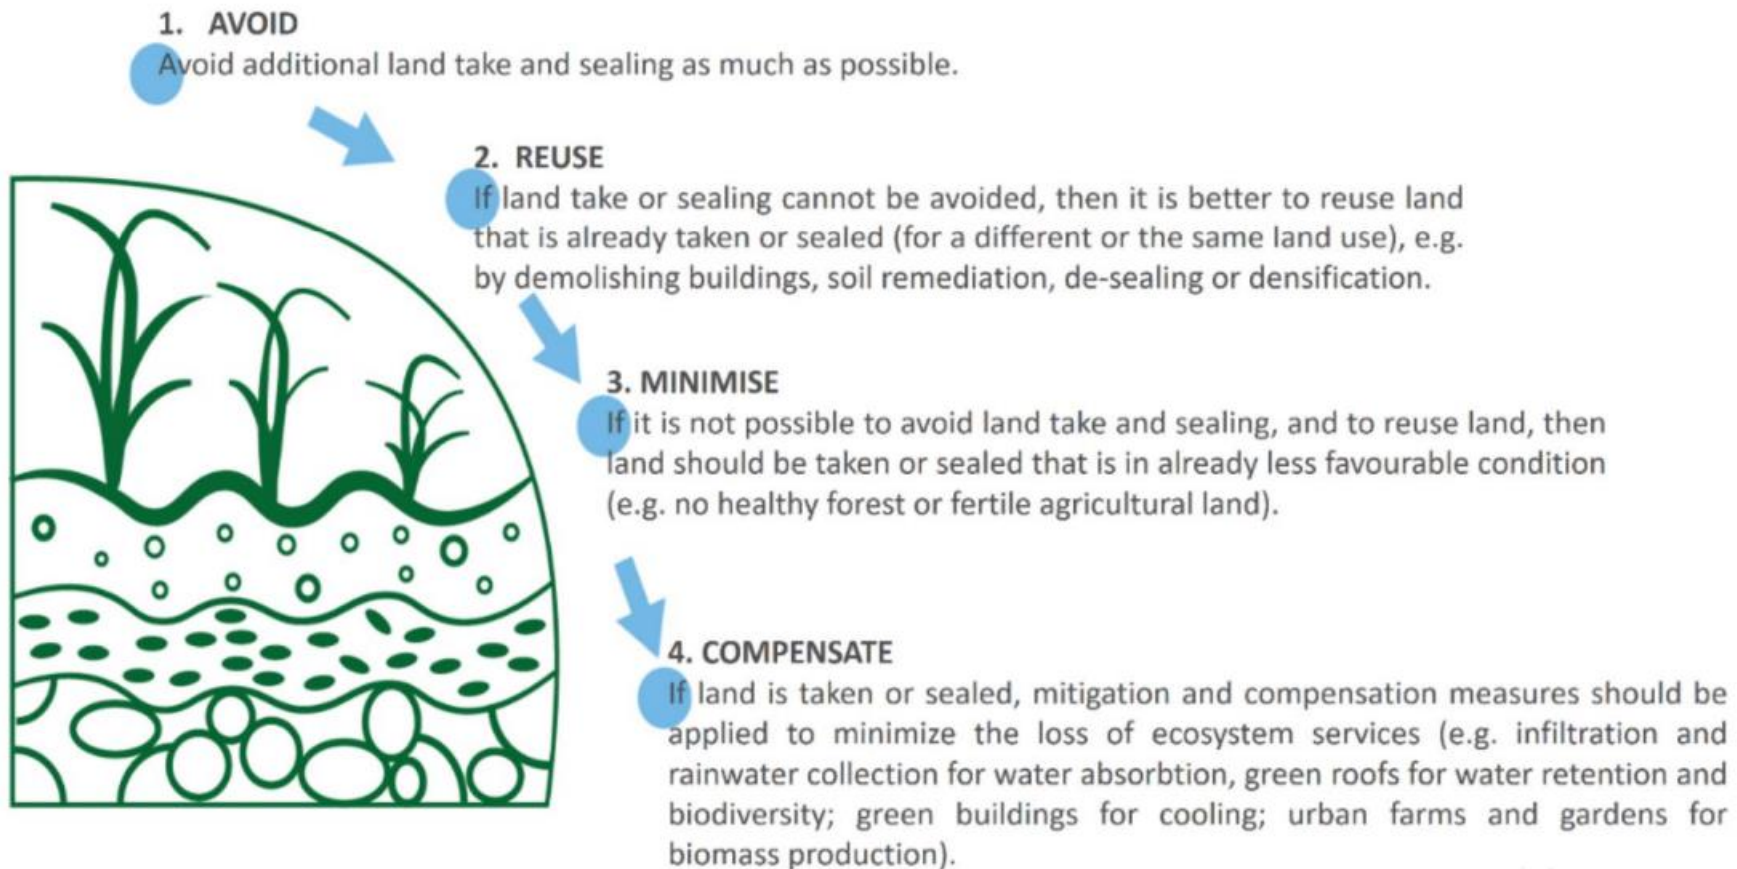 1. AVOID
Avoid additional land take and sealing as much as possible.
2. REUSE
If land take or sealing cannot be avoided, then it is better to reuse land
that is already taken or sealed (for a different or the same land use), e.g.
by demolishing buildings, soil remediation, de-sealing or densification.
3. MINIMISE
If it is not possible to avoid land take and sealing, and to reuse land, then
land should be taken or sealed that is in already less favourable condition
(e.g. no healthy forest or fertile agricultural land).
4. COMPENSATE
If land is taken or sealed, mitigation and compensation measures should be
applied to minimize the loss of ecosystem services (e.g. infiltration and
rainwater collection for water absorbtion, green roofs for water retention and
biodiversity; green buildings for cooling; urban farms and gardens for
biomass production).